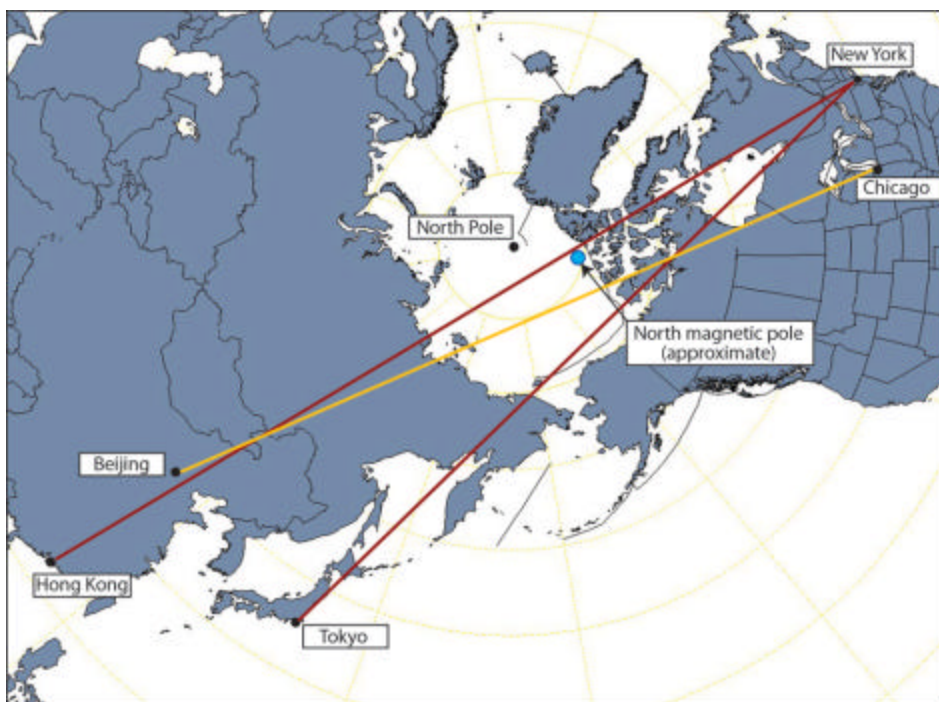 New York
Chicago
North Pole
North magnetic pole
(approximate)
Beijing
Hong Kong
Tokyo